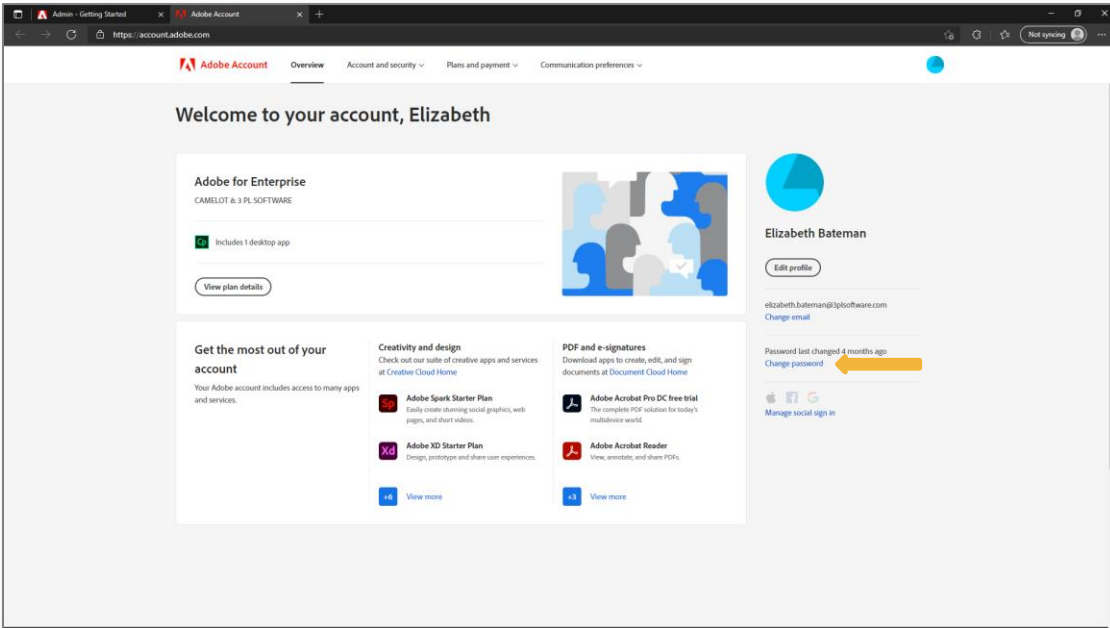 Admin - Getting Started
Adobe Account
https://account.adobe.com
Not syncing
Adobe Account
Overview
Account and security
Plans and payment
Communication preferences
Welcome to your account, Elizabeth
Adobe for Enterprise
CAMELOT & 3 PL SOFTWARE
Cp
Includes 1 desktop app
View plan details
Elizabeth Bateman
Edit profile
elizabeth.bateman@3plsoftware.com
Change email
Password last changed 4 months ago
Change password
Manage social sign in
Get the most out of your
account
Your Adobe account includes access to many apps
and services.
Creativity and design
Check out our suite of creative apps and services
at Creative Cloud Home
Sp
Adobe Spark Starter Plan
Easily create stunning social graphics, web
pages, and short videos.
Xd
Adobe XD Starter Plan
Design, prototype and share user experiences.
+6
View more
PDF and e-signatures
Download apps to create, edit, and sign
documents at Document Cloud Home
Adobe Acrobat Pro DC free trial
The complete PDF solution for today's
multidevice world.
Adobe Acrobat Reader
View, annotate, and share PDFs.
+3
View more